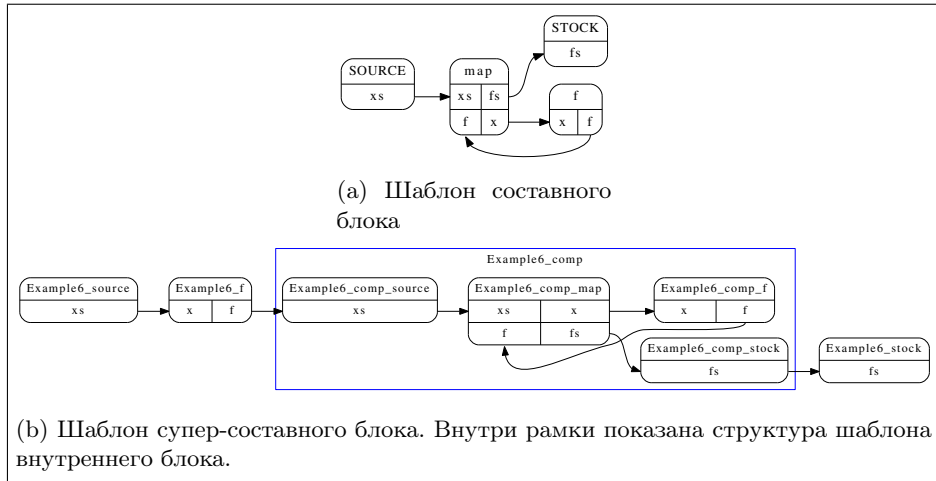 STOCK
fs
SOURCE
xs
map
xs fs
f x
f
x f
(a) Шаблон составного
блока
Example6_comp
Example6_source
xs
Example6_f
x f
Example6_comp_source
xs
Example6_comp_map
xs x
f fs
Example6_comp_f
x f
Example6_comp_stock
fs
Example6_stock
fs
(b) Шаблон супер-составного блока. Внутри рамки показана структура шаблона
внутреннего блока.